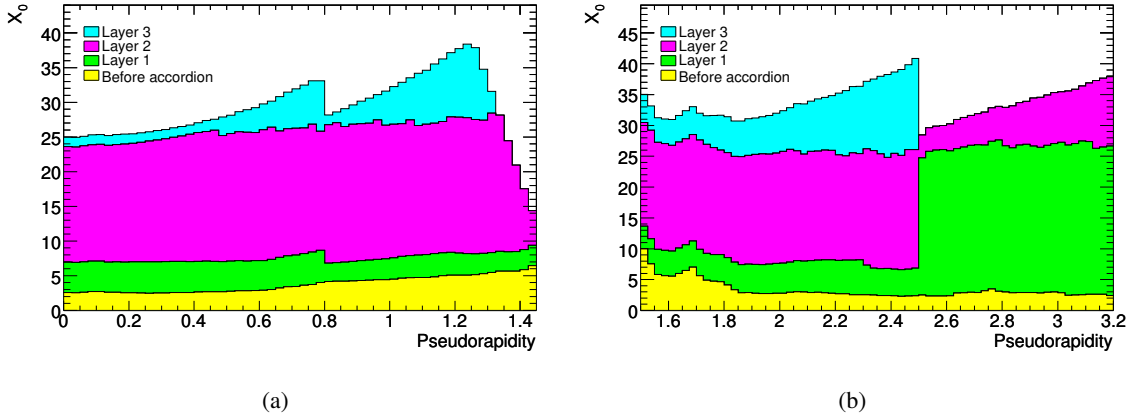 X0
40
35
30
25
20
15
10
5
0
Layer 3
Layer 2
Layer 1
Before accordion
0 0.2 0.4 0.6 0.8 1 1.2 1.4
Pseudorapidity
(a)
X0
45
40
35
30
25
20
15
10
5
0
Layer 3
Layer 2
Layer 1
Before accordion
1.6 1.8 2 2.2 2.4 2.6 2.8 3 3.2
Pseudorapidity
(b)